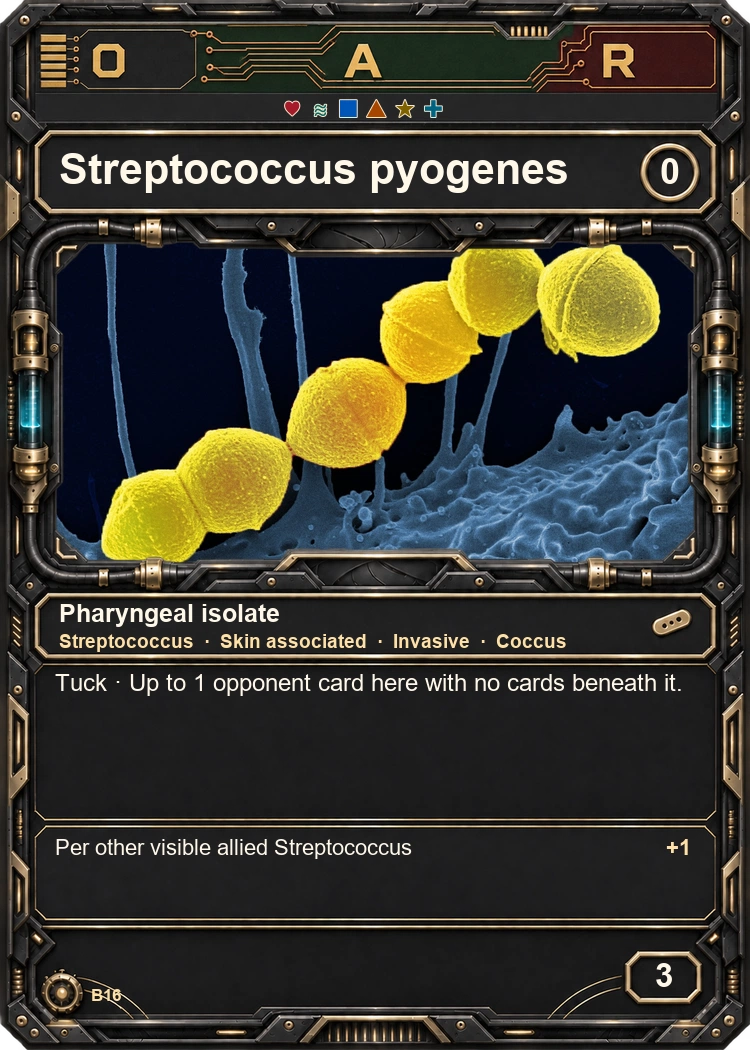 O A R
Streptococcus pyogenes 0
Pharyngeal isolate
Streptococcus · Skin associated · Invasive · Coccus
Tuck · Up to 1 opponent card here with no cards beneath it.
Per other visible allied Streptococcus +1
B16 3